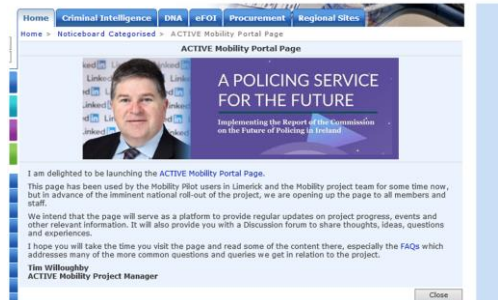 Home Criminal Intelligence DNA eFOI Procurement Regional Sites
Home > Noticeboard Categorised > ACTIVE Mobility Portal Page
ACTIVE Mobility Portal Page
Linked in
A POLICING SERVICE
FOR THE FUTURE
Implementing the Report of the Commission
on the Future of Policing in Ireland
I am delighted to be launching the ACTIVE Mobility Portal Page.
This page has been used by the Mobility Pilot users in Limerick and the Mobility project team for some time now,
but in advance of the imminent national roll-out of the project, we are opening up the page to all members and
staff.
We intend that the page will serve as a platform to provide regular updates on project progress, events and
other relevant information. It will also provide you with a Discussion forum to share thoughts, ideas, questions
and experiences.
I hope you will take the time you visit the page and read some of the content there, especially the FAQs which
addresses many of the more common questions and queries we get in relation to the project.
Tim Willoughby
ACTIVE Mobility Project Manager
Close